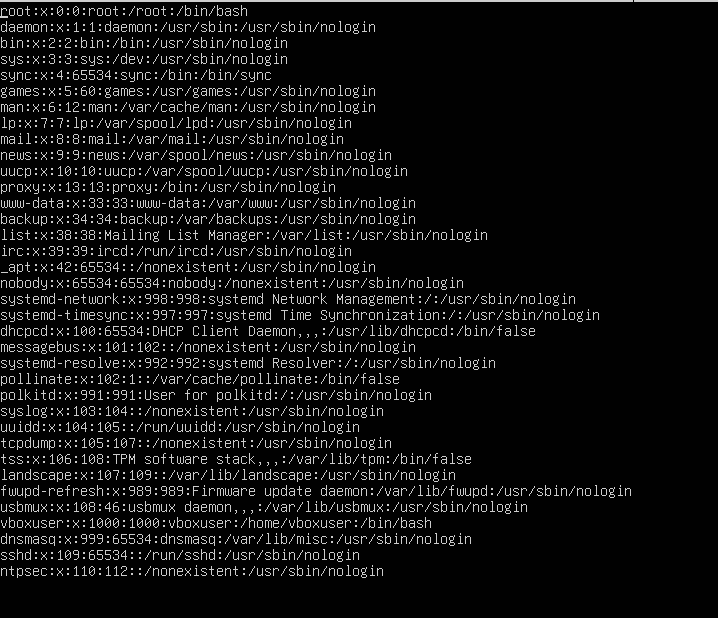 root:x:0:0:root:/root:/bin/bash
daemon:x:1:1:daemon:/usr/sbin:/usr/sbin/nologin
bin:x:2:2:bin:/bin:/usr/sbin/nologin
sys:x:3:3:sys:/dev:/usr/sbin/nologin
sync:x:4:65534:sync:/bin:/bin/sync
games:x:5:60:games:/usr/games:/usr/sbin/nologin
man:x:6:12:man:/var/cache/man:/usr/sbin/nologin
lp:x:7:7:lp:/var/spool/lpd:/usr/sbin/nologin
mail:x:8:8:mail:/var/mail:/usr/sbin/nologin
news:x:9:9:news:/var/spool/news:/usr/sbin/nologin
uucp:x:10:10:uucp:/var/spool/uucp:/usr/sbin/nologin
proxy:x:13:13:proxy:/bin:/usr/sbin/nologin
www-data:x:33:33:www-data:/var/www:/usr/sbin/nologin
backup:x:34:34:backup:/var/backups:/usr/sbin/nologin
list:x:38:38:Mailing List Manager:/var/list:/usr/sbin/nologin
irc:x:39:39:ircd:/run/ircd:/usr/sbin/nologin
_apt:x:42:65534::/nonexistent:/usr/sbin/nologin
nobody:x:65534:65534:nobody:/nonexistent:/usr/sbin/nologin
systemd-network:x:998:998:systemd Network Management:/:/usr/sbin/nologin
systemd-timesync:x:997:997:systemd Time Synchronization:/:/usr/sbin/nologin
dhcpcd:x:100:65534:DHCP Client Daemon,,,:/usr/lib/dhcpcd:/bin/false
messagebus:x:101:102::/nonexistent:/usr/sbin/nologin
systemd-resolve:x:992:992:systemd Resolver:/:/usr/sbin/nologin
pollinate:x:102:1::/var/cache/pollinate:/bin/false
polkitd:x:991:991:User for polkitd:/:/usr/sbin/nologin
syslog:x:103:104::/nonexistent:/usr/sbin/nologin
uuidd:x:104:105::/run/uuidd:/usr/sbin/nologin
tcpdump:x:105:107::/nonexistent:/usr/sbin/nologin
tss:x:106:108:TPM software stack,,,:/var/lib/tpm:/bin/false
landscape:x:107:109::/var/lib/landscape:/usr/sbin/nologin
fwupd-refresh:x:989:989:Firmware update daemon:/var/lib/fwupd:/usr/sbin/nologin
usbmux:x:108:46:usbmux daemon,,,:/var/lib/usbmux:/usr/sbin/nologin
vboxuser:x:1000:1000:vboxuser:/home/vboxuser:/bin/bash
dnsmasq:x:999:65534:dnsmasq:/var/lib/misc:/usr/sbin/nologin
sshd:x:109:65534::/run/sshd:/usr/sbin/nologin
ntpsec:x:110:112::/nonexistent:/usr/sbin/nologin